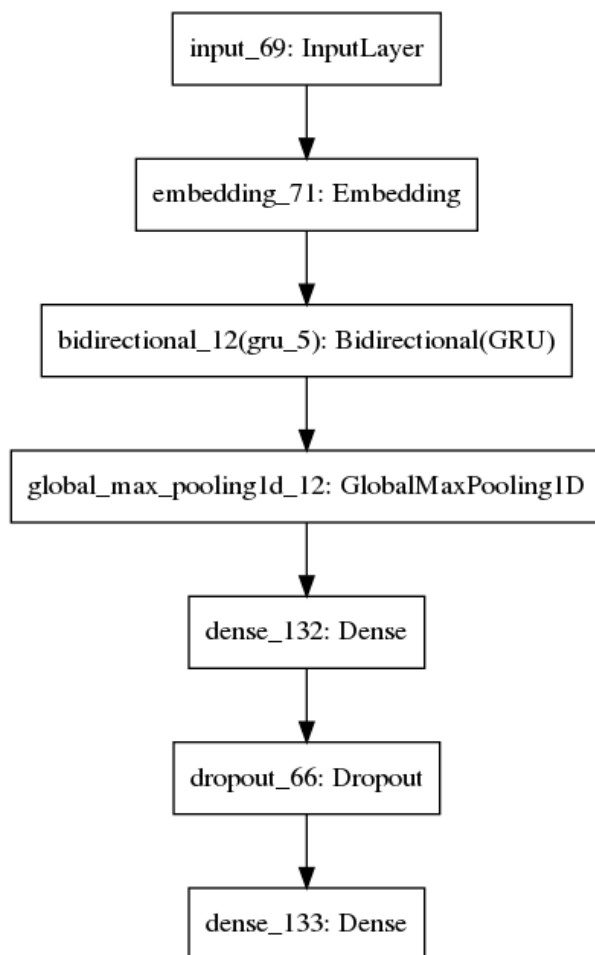 input_69: InputLayer
embedding_71: Embedding
bidirectional_12(gru_5): Bidirectional(GRU)
global_max_pooling1d_12: GlobalMaxPooling1D
dense_132: Dense
dropout_66: Dropout
dense_133: Dense